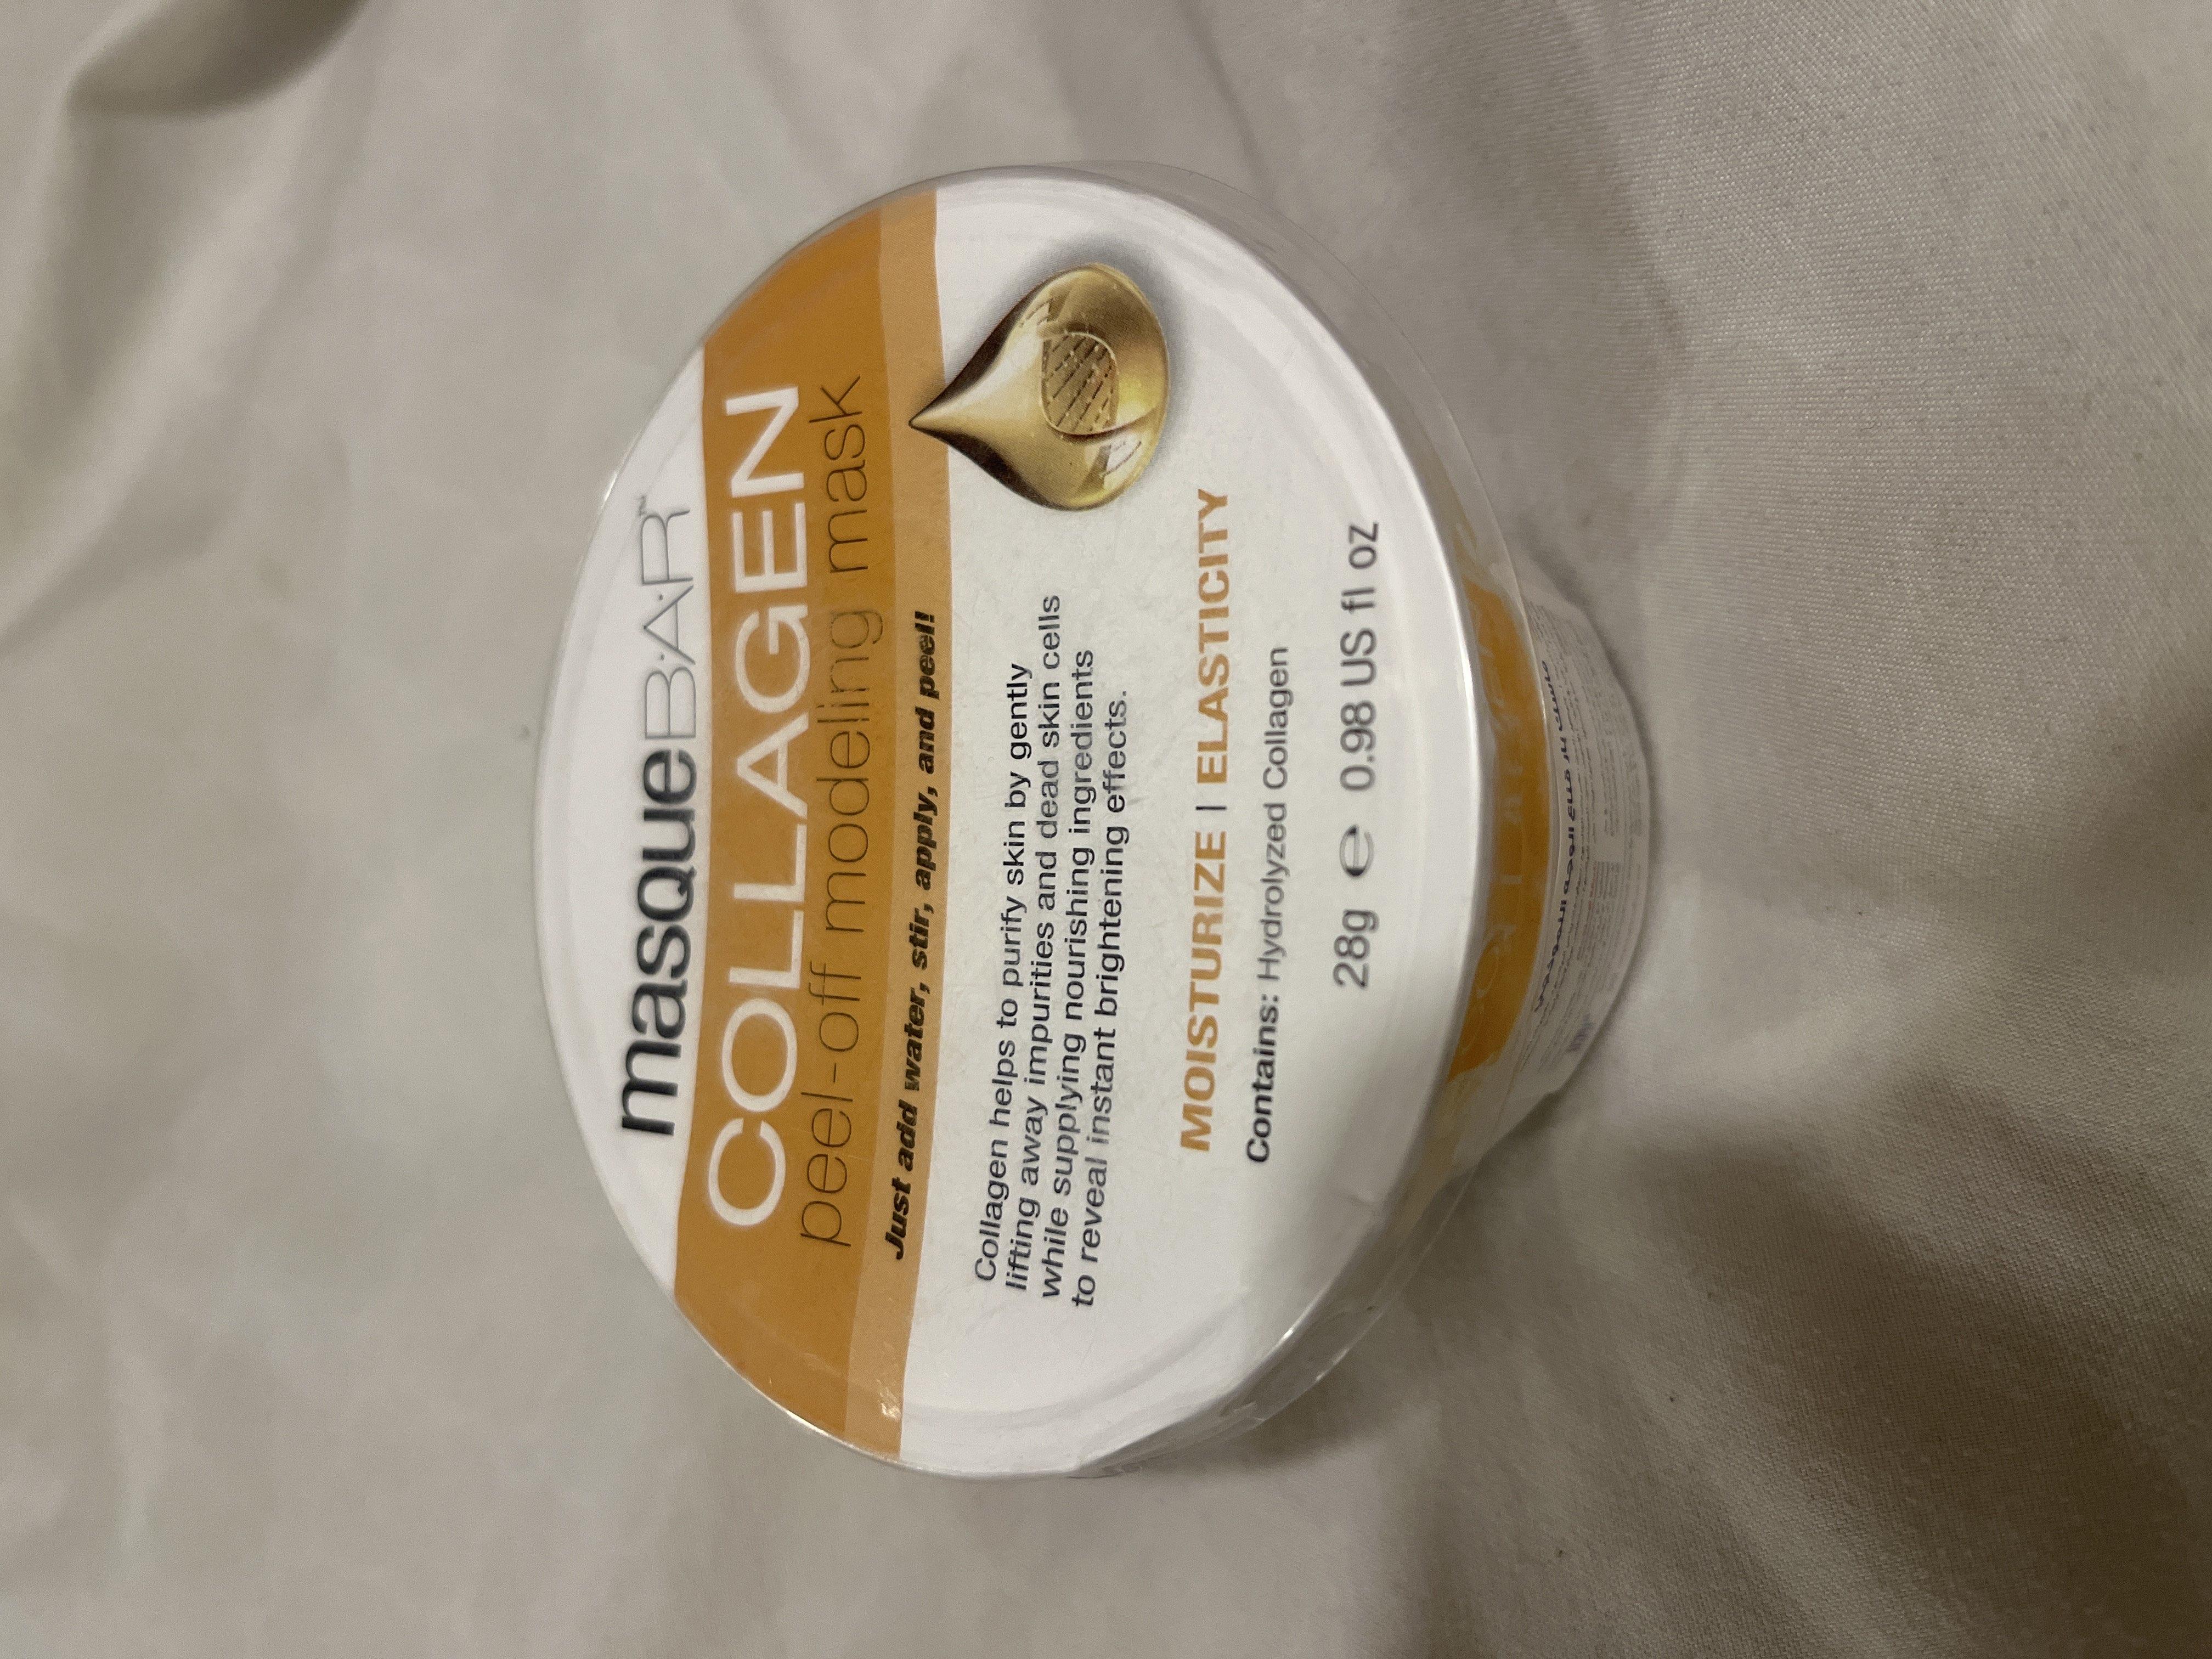 masqueBAR™
COLLAGEN
peel-off modeling mask
Just add water, stir, apply, and peel!
Collagen helps to purify skin by gently
lifting away impurities and dead skin cells
while supplying nourishing ingredients
to reveal instant brightening effects.
MOISTURIZE | ELASTICITY
Contains: Hydrolyzed Collagen
28g ℮ 0.98 US fl oz